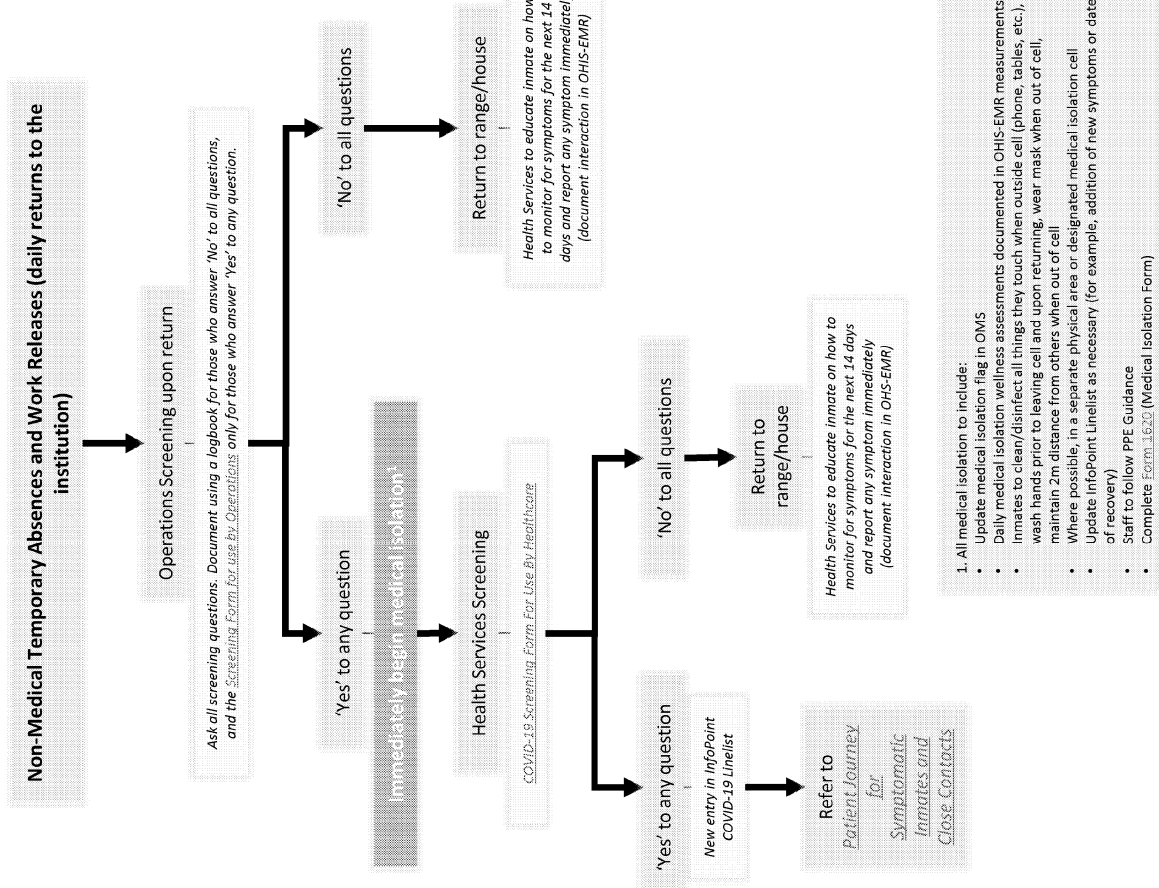 Non-Medical Temporary Absences and Work Releases (daily returns to the
institution)
Operations Screening upon return
Ask all screening questions. Document using a logbook for those who answer 'No' to all questions,
and the Screening Form for use by Operations only for those who answer 'Yes' to any question.
'Yes' to any question
Immediately begin medical isolation¹
Health Services Screening
COVID-19 Screening Form For Use By Healthcare
'Yes' to any question
New entry in InfoPoint
COVID-19 Linelist
Refer to
Patient Journey
for
Symptomatic
Inmates and
Close Contacts
'No' to all questions
Return to
range/house
Health Services to educate inmate on how to
monitor for symptoms for the next 14 days
and report any symptom immediately
(document interaction in OHS-EMR)
'No' to all questions
Return to range/house
Health Services to educate inmate on how
to monitor for symptoms for the next 14
days and report any symptom immediatel
(document interaction in OHIS-EMR)
1. All medical isolation to include:
• Update medical isolation flag in OMS
• Daily medical isolation wellness assessments documented in OHIS-EMR measurements
• Inmates to clean/disinfect all things they touch when outside cell (phone, tables, etc.),
wash hands prior to leaving cell and upon returning, wear mask when out of cell,
maintain 2m distance from others when out of cell
• Where possible, in a separate physical area or designated medical isolation cell
• Update InfoPoint Linelist as necessary (for example, addition of new symptoms or date
of recovery)
• Staff to follow PPE Guidance
• Complete Form 1620 (Medical Isolation Form)